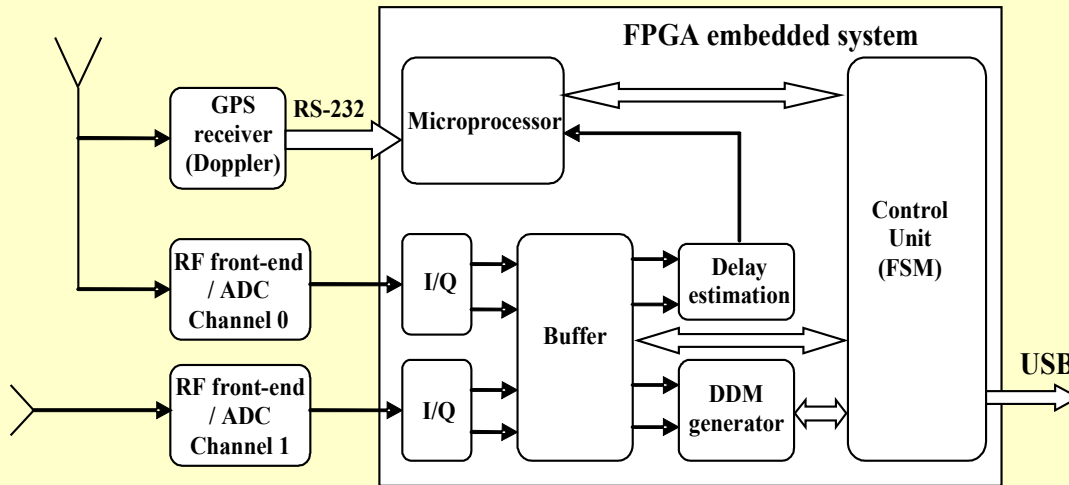 FPGA embedded system
GPS
receiver
(Doppler)
RS-232
Microprocessor
Control
Unit
(FSM)
RF front-end
/ ADC
Channel 0
I/Q
Buffer
Delay
estimation
RF front-end
/ ADC
Channel 1
I/Q
DDM
generator
USB